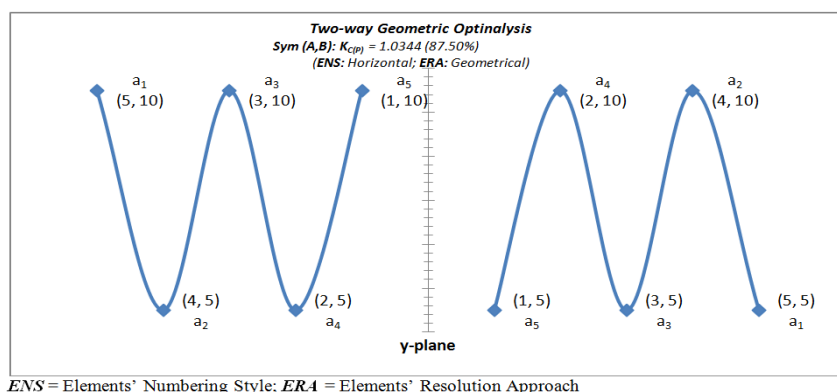 Two-way Geometric Optinalysis
Sym (A,B): K_C(P) = 1.0344 (87.50%)
(ENS: Horizontal; ERA: Geometrical)
a₁ a₃ a₅ a₄ a₂
(5, 10) (3, 10) (1, 10) (2, 10) (4, 10)
(4, 5) (2, 5) (1, 5) (3, 5) (5, 5)
a₂ a₄ a₅ a₃ a₁
γ-plane
ENS = Elements' Numbering Style; ERA = Elements' Resolution Approach